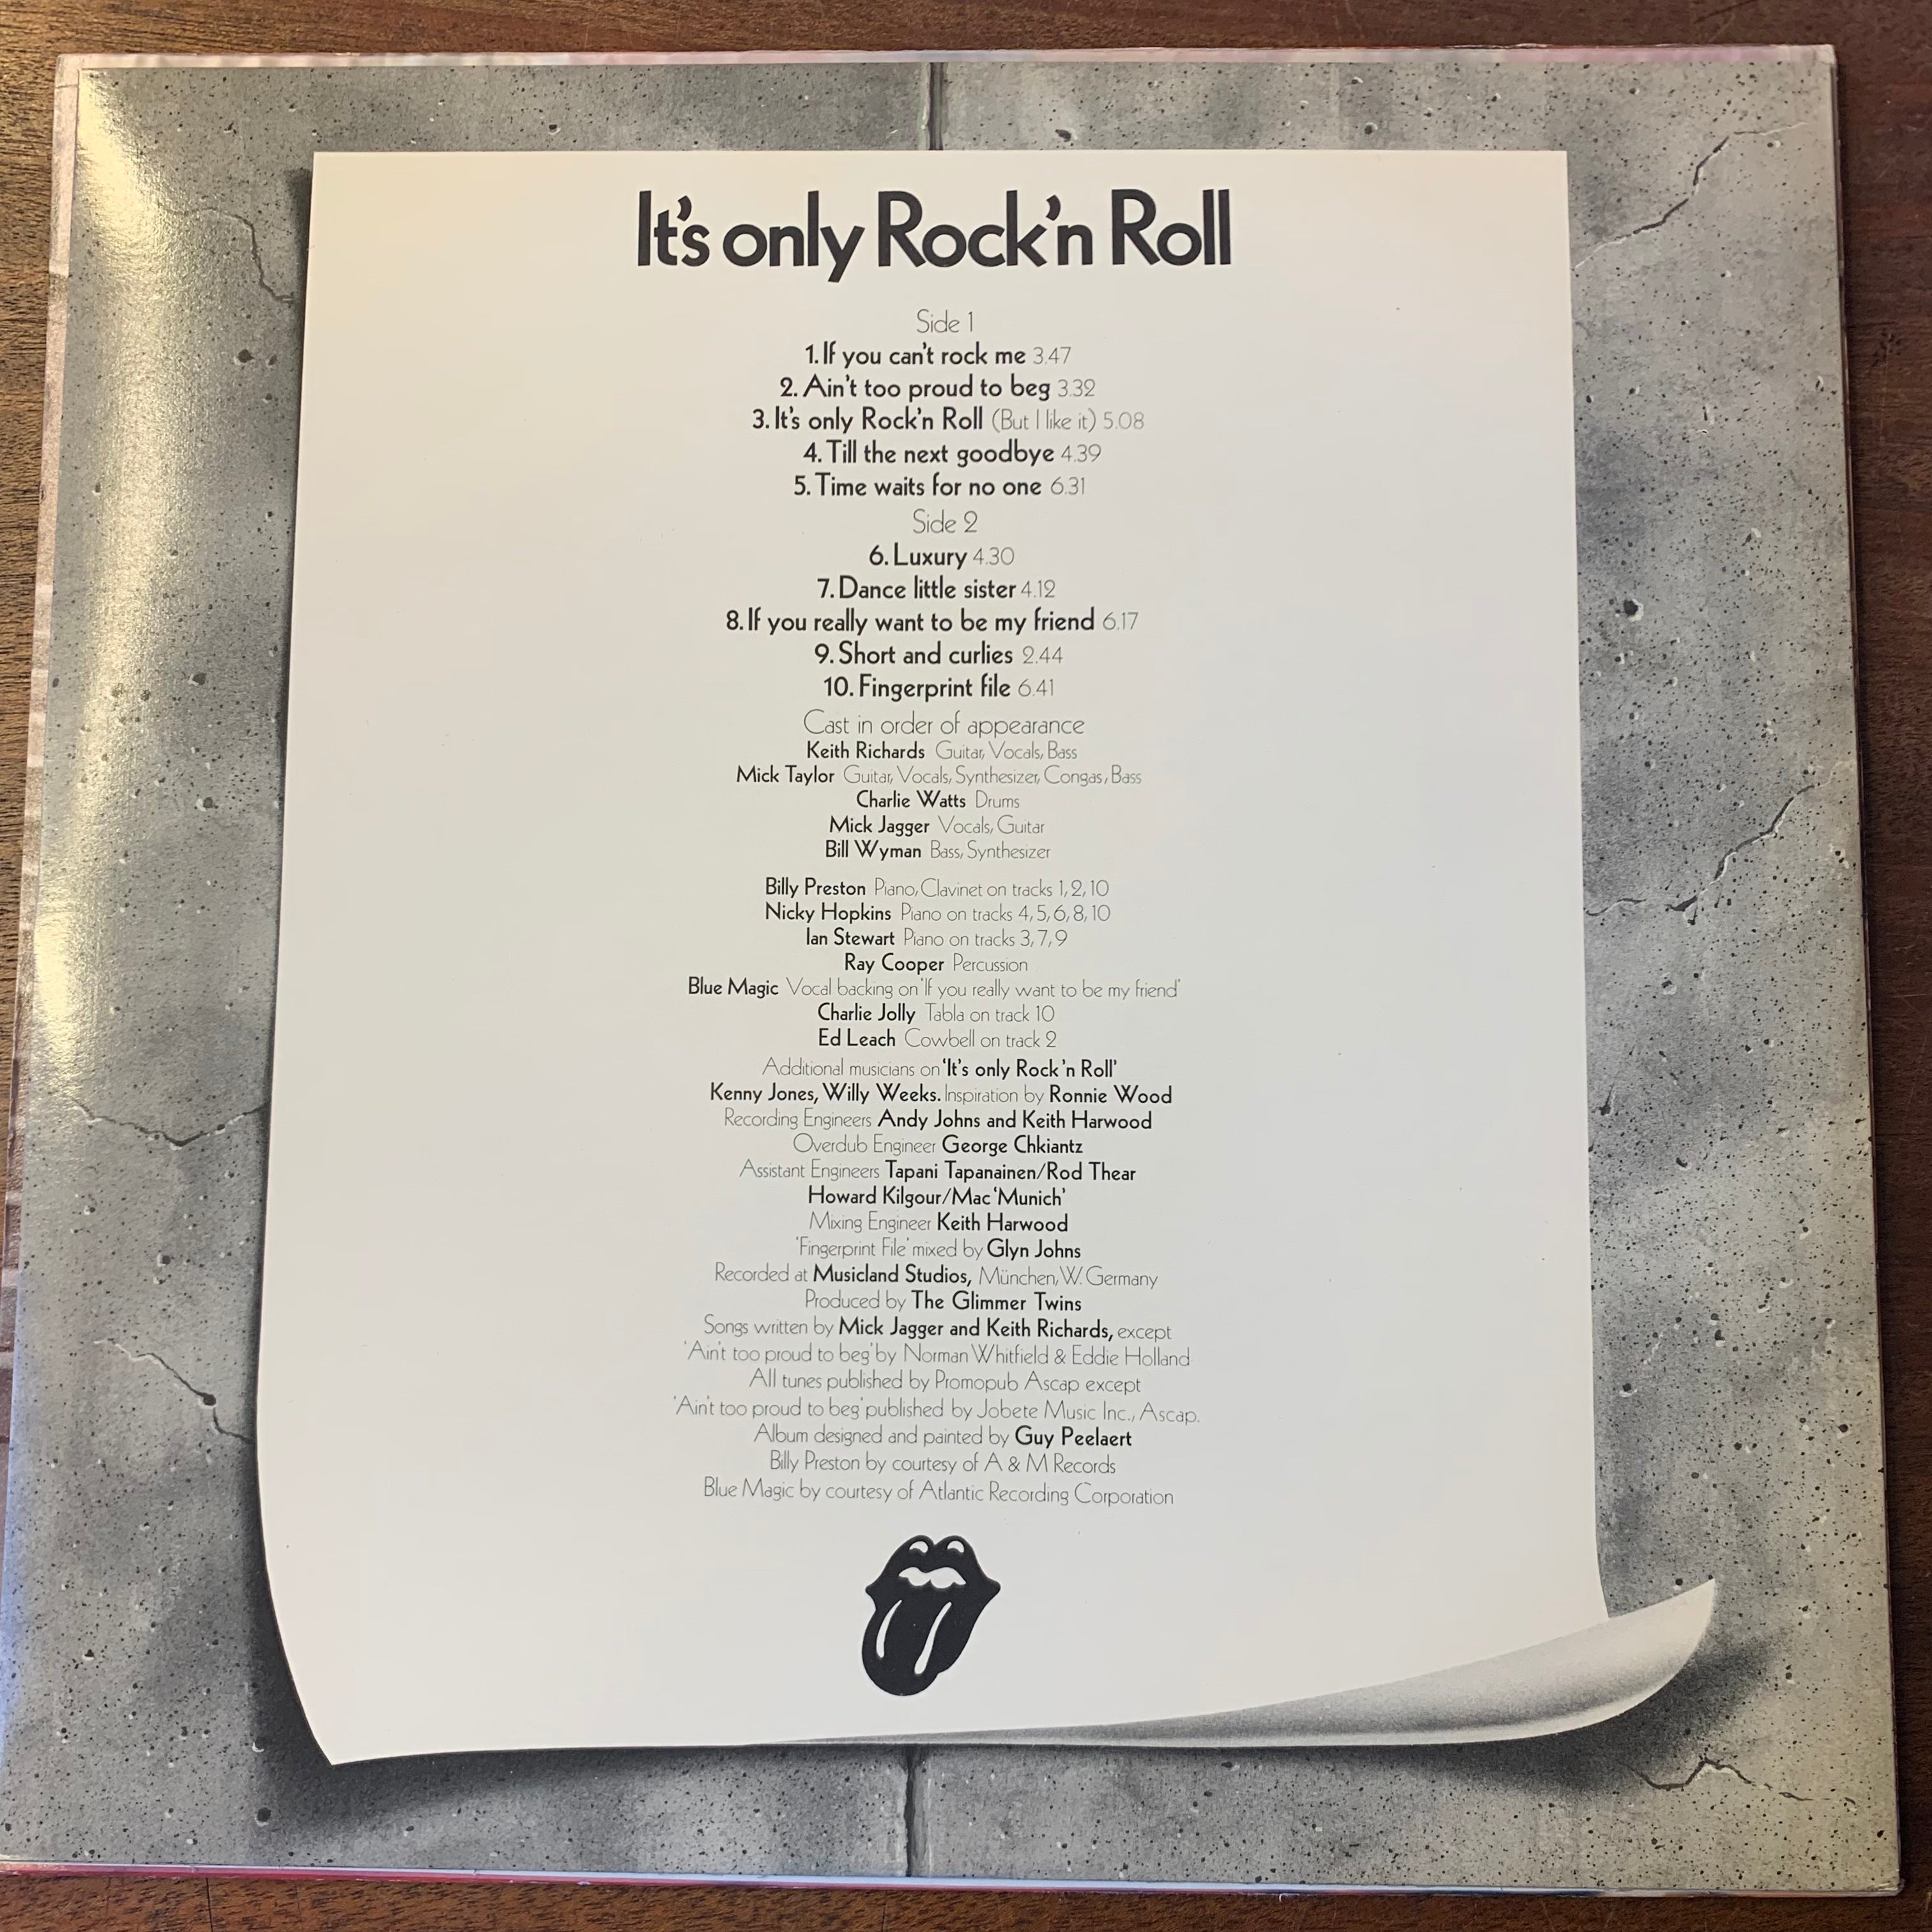 It's only Rock'n Roll
Side 1
1. If you can't rock me 3.47
2. Ain't too proud to beg 3.32
3. It's only Rock'n Roll (But I like it) 5.08
4. Till the next goodbye 4.39
5. Time waits for no one 6.31
Side 2
6. Luxury 4.30
7. Dance little sister 4.12
8. If you really want to be my friend 6.17
9. Short and curlies 2.44
10. Fingerprint file 6.41
Cast in order of appearance
Keith Richards Guitar, Vocals, Bass
Mick Taylor Guitar, Vocals, Synthesizer, Congas, Bass
Charlie Watts Drums
Mick Jagger Vocals, Guitar
Bill Wyman Bass, Synthesizer
Billy Preston Piano, Clavinet on tracks 1, 2, 10
Nicky Hopkins Piano on tracks 4, 5, 6, 8, 10
Ian Stewart Piano on tracks 3, 7, 9
Ray Cooper Percussion
Blue Magic Vocal backing on 'If you really want to be my friend'
Charlie Jolly Tabla on track 10
Ed Leach Cowbell on track 2
Additional musicians on 'It's only Rock 'n Roll'
Kenny Jones, Willy Weeks. Inspiration by Ronnie Wood
Recording Engineers Andy Johns and Keith Harwood
Overdub Engineer George Chkiantz
Assistant Engineers Tapani Tapanainen/Rod Thear
Howard Kilgour/Mac 'Munich'
Mixing Engineer Keith Harwood
'Fingerprint File' mixed by Glyn Johns
Recorded at Musicland Studios, München, W. Germany
Produced by The Glimmer Twins
Songs written by Mick Jagger and Keith Richards, except
'Ain't too proud to beg' by Norman Whitfield & Eddie Holland
All tunes published by Promopub Ascap except
'Ain't too proud to beg' published by Jobete Music Inc., Ascap.
Album designed and painted by Guy Peelaert
Billy Preston by courtesy of A & M Records
Blue Magic by courtesy of Atlantic Recording Corporation